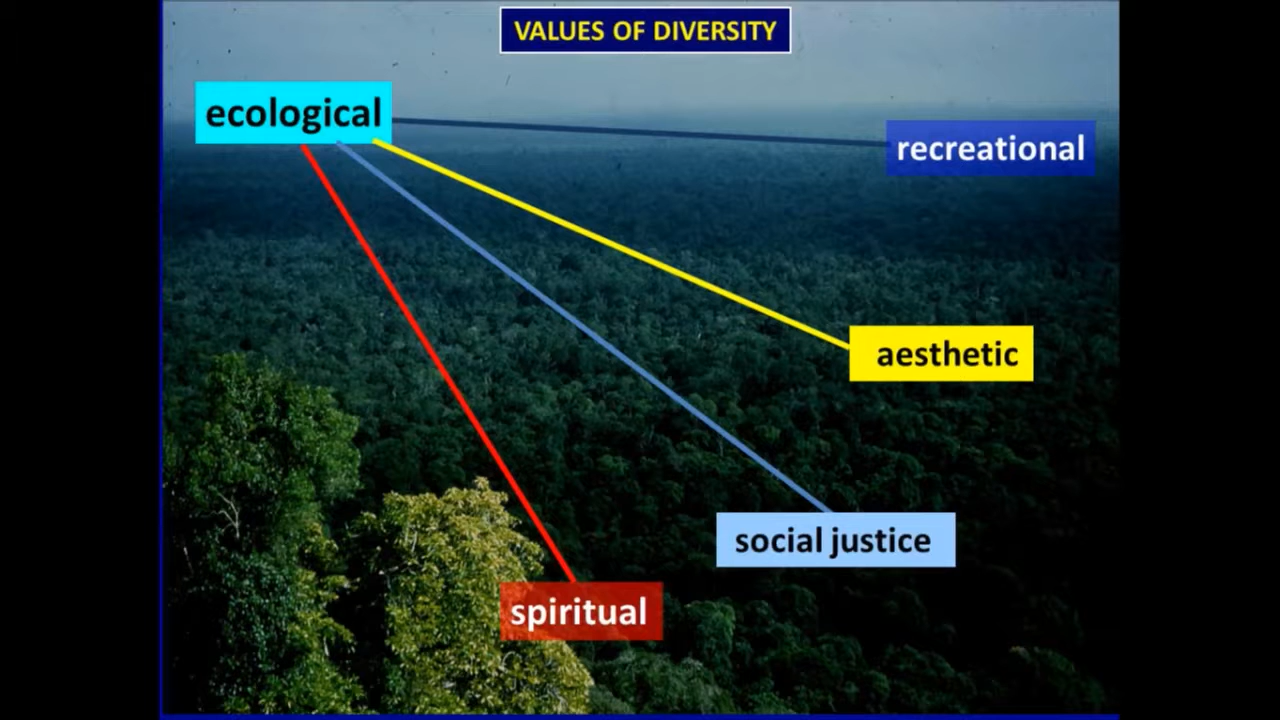 VALUES OF DIVERSITY
ecological
recreational
aesthetic
social justice
spiritual